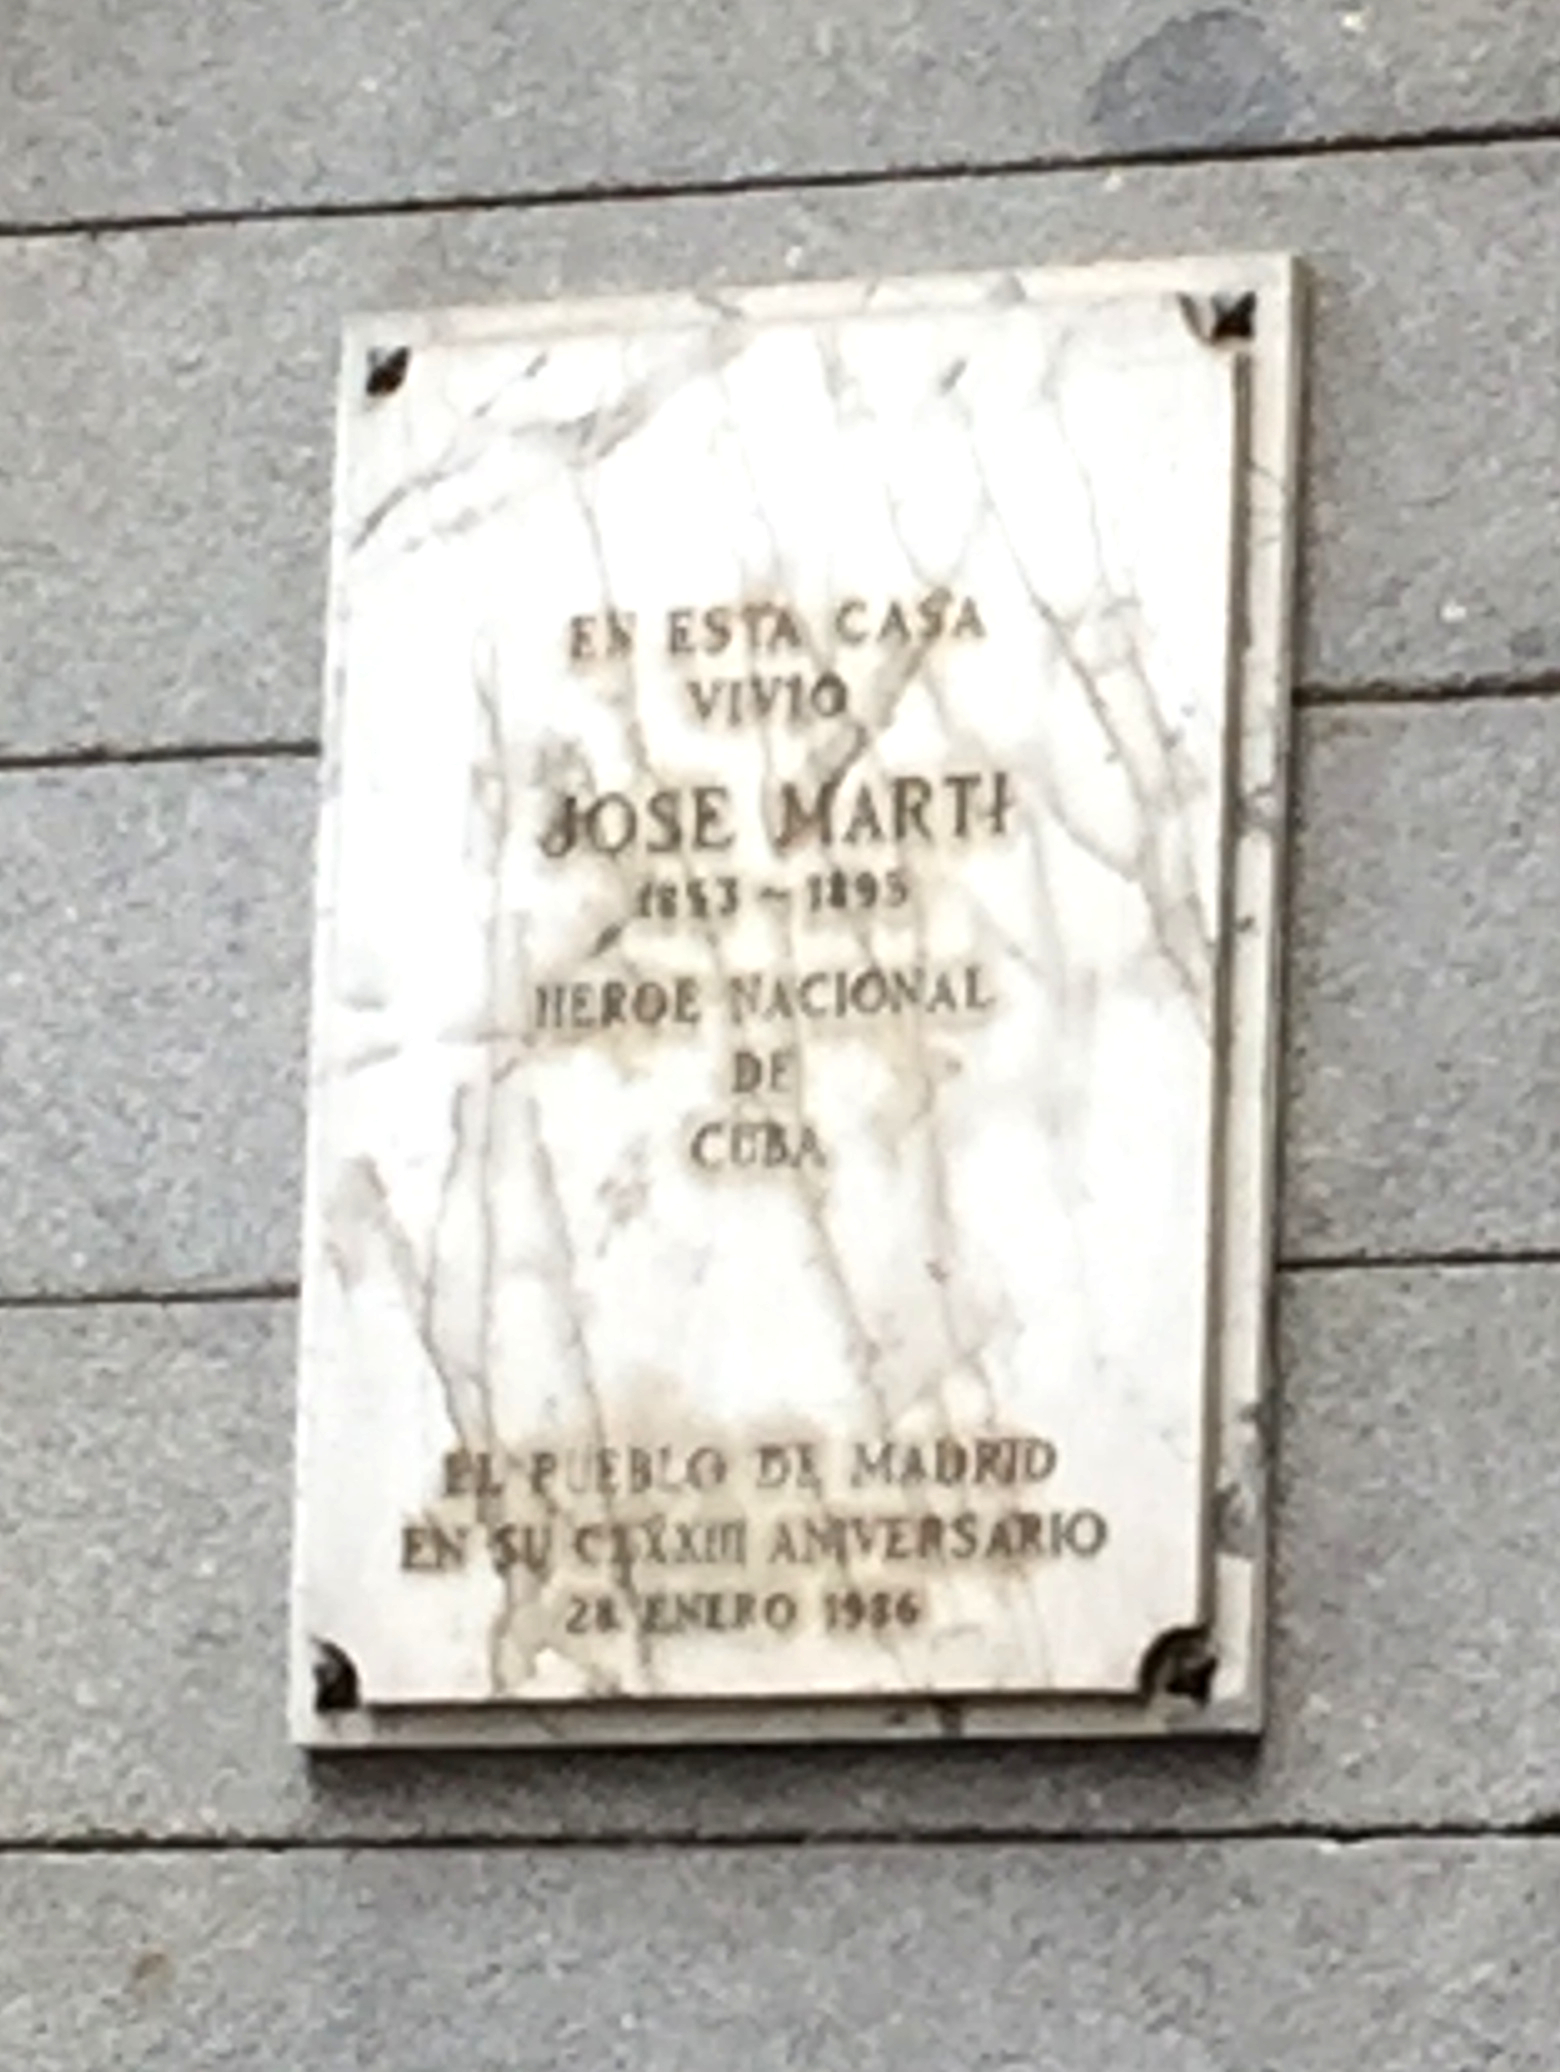 EN ESTA CASA
VIVIO
JOSE MARTI
1853 ~ 1895
HEROE NACIONAL
DE
CUBA
EL PUEBLO DE MADRID
EN SU CXXXIII ANIVERSARIO
28 ENERO 1986